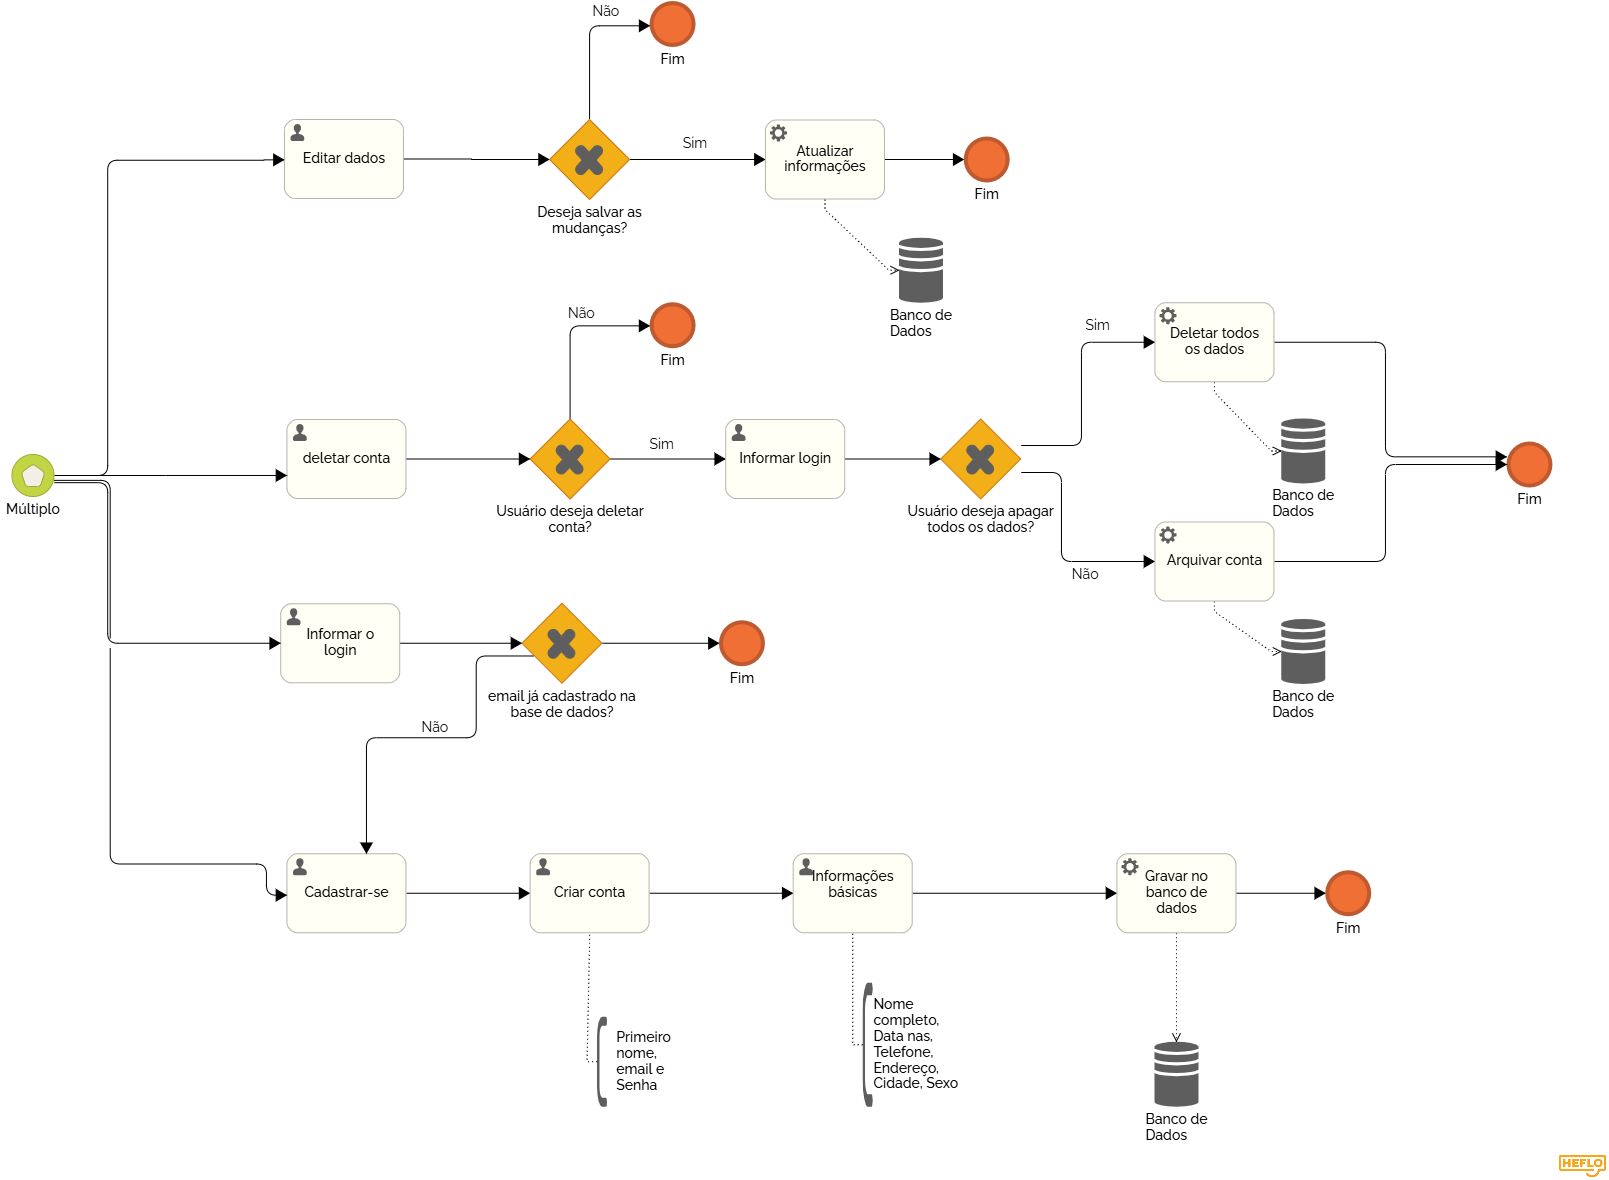 Não
Fim
Editar dados
Deseja salvar as
mudanças?
Sim
Atualizar
informações
Fim
Banco de
Dados
Não
Fim
Múltiplo
deletar conta
Usuário deseja deletar
conta?
Sim
Informar login
Usuário deseja apagar
todos os dados?
Sim
Deletar todos
os dados
Banco de
Dados
Não
Arquivar conta
Banco de
Dados
Fim
Informar o
login
email já cadastrado na
base de dados?
Fim
Não
Cadastrar-se
Criar conta
Informações
básicas
Gravar no
banco de
dados
Fim
Primeiro
nome,
email e
Senha
Nome
completo,
Data nas,
Telefone,
Endereço,
Cidade, Sexo
Banco de
Dados
HEFLO